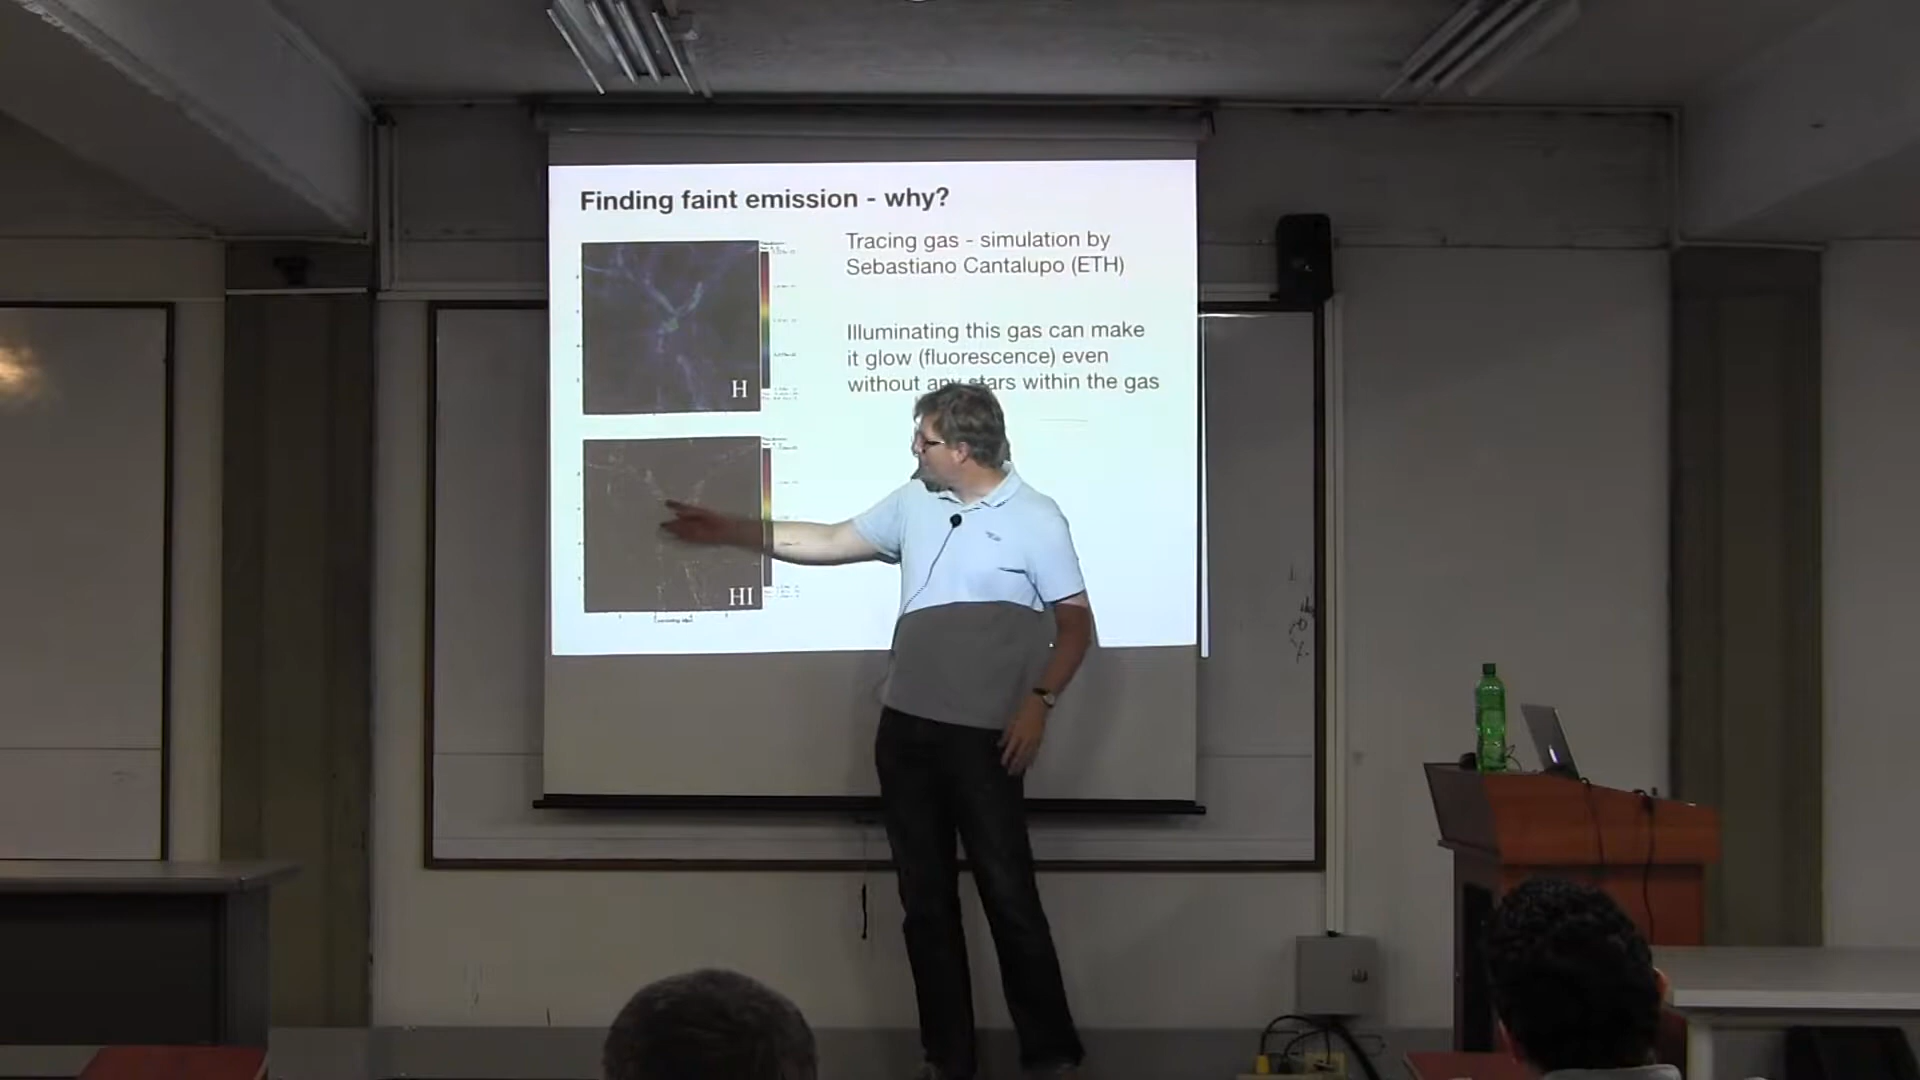 Finding faint emission - why?
Tracing gas - simulation by
Sebastiano Cantalupo (ETH)
Illuminating this gas can make
it glow (fluorescence) even
without any stars within the gas
H
HI